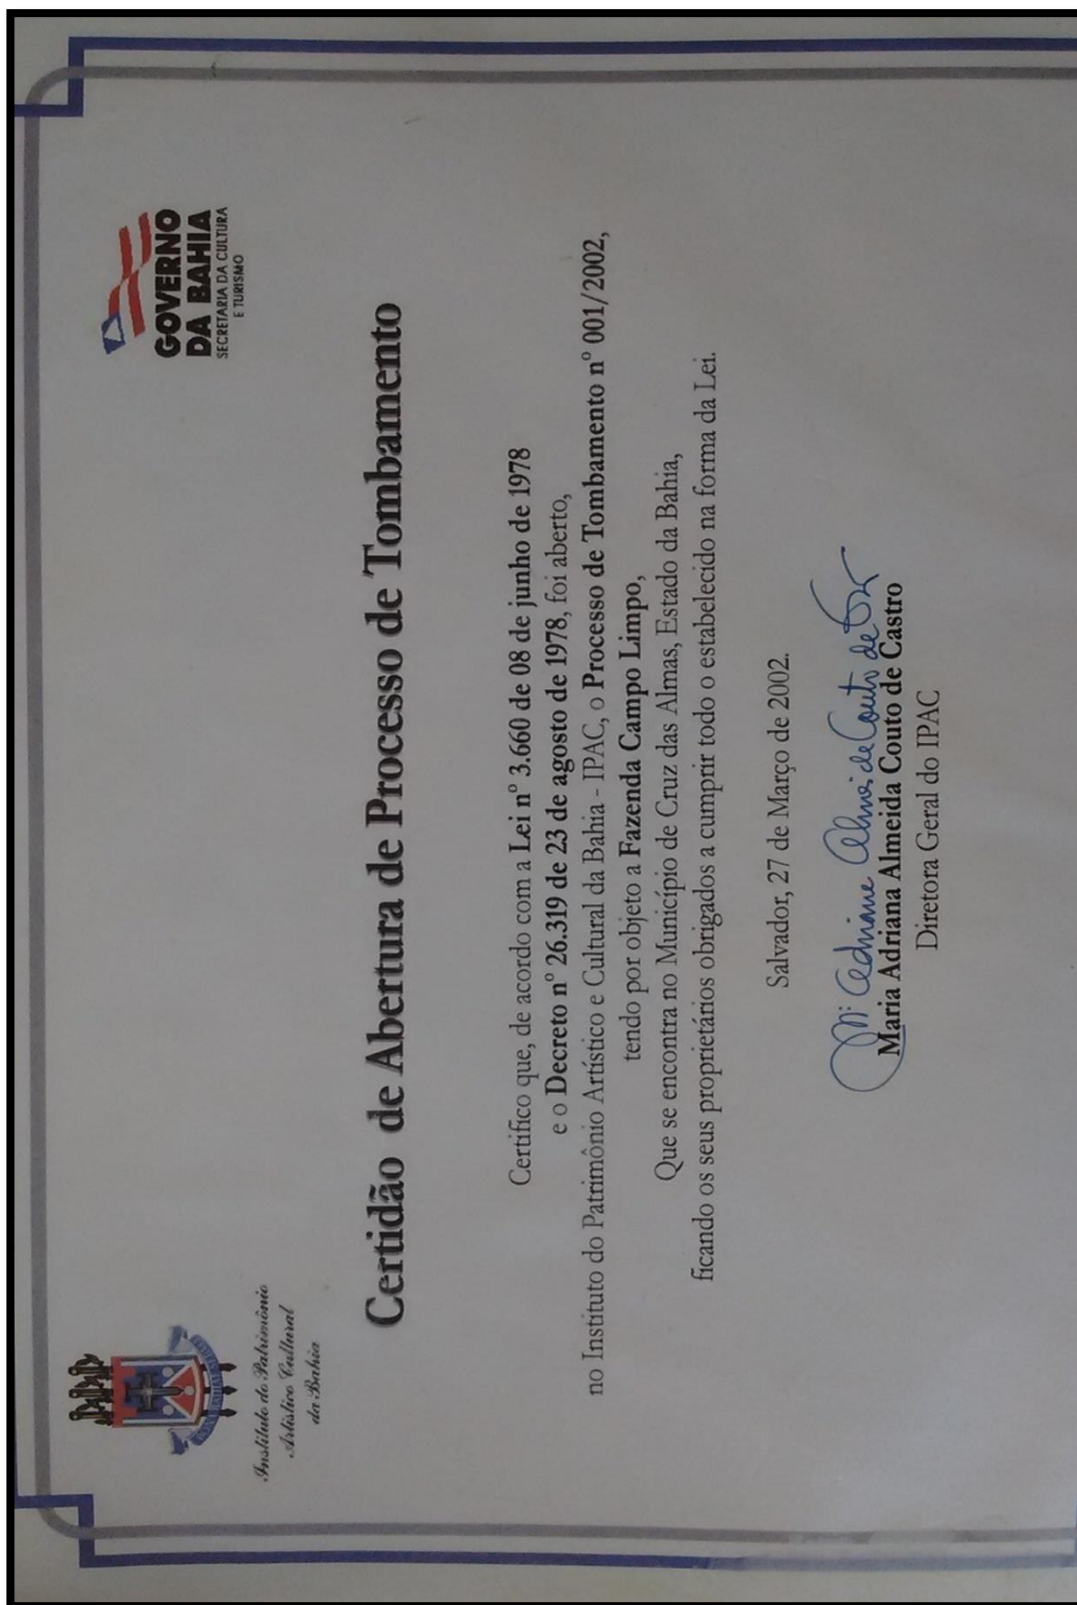 Instituto do Patrimônio
Artístico Cultural
da Bahia
GOVERNO
DA BAHIA
SECRETARIA DA CULTURA
E TURISMO
Certidão de Abertura de Processo de Tombamento
Certifico que, de acordo com a Lei nº 3.660 de 08 de junho de 1978
e o Decreto nº 26.319 de 23 de agosto de 1978, foi aberto,
no Instituto do Patrimônio Artístico e Cultural da Bahia - IPAC, o Processo de Tombamento nº 001/2002,
tendo por objeto a Fazenda Campo Limpo,
Que se encontra no Município de Cruz das Almas, Estado da Bahia,
ficando os seus proprietários obrigados a cumprir todo o estabelecido na forma da Lei.
Salvador, 27 de Março de 2002.
Maria Adriana Almeida Couto de Castro
Diretora Geral do IPAC